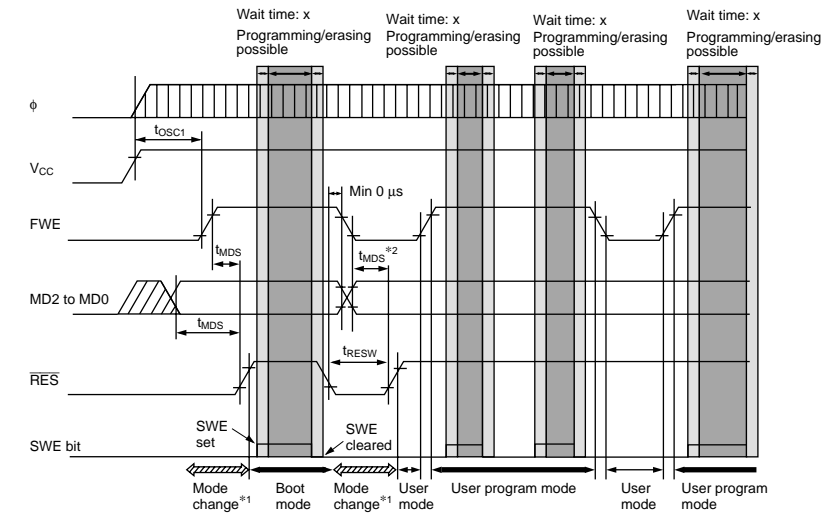 Wait time: x
Programming/erasing
possible
Wait time: x
Programming/erasing
possible
Wait time: x
Programming/erasing
possible
Wait time: x
Programming/erasing
possible
φ
tOSC1
VCC
Min 0 μs
FWE
tMDS
tMDS*2
MD2 to MD0
tMDS
tRESW
RES
SWE
set
SWE
cleared
SWE bit
Mode
change*1
Boot
mode
Mode
change*1
User
mode
User program mode
User
mode
User program
mode